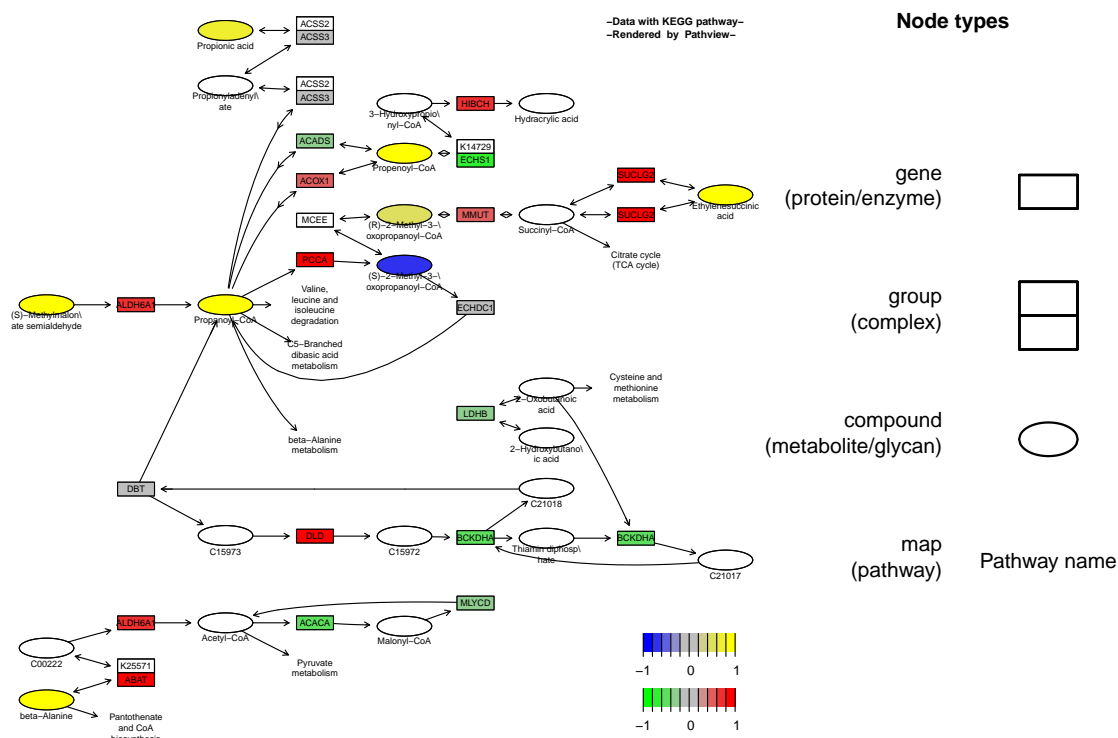 −Data with KEGG pathway−
−Rendered by Pathview−
Node types
ACSS2
ACSS3
Propionic acid
ACSS2
ACSS3
Propionyladenyl\
ate
3−Hydroxypropio\
nyl−CoA
HIBCH
Hydracrylic acid
ACADS
Propenoyl−CoA
K14729
ECHS1
ACOX1
SUCLG2
Ethylenesuccinic
acid
MCEE
(R)−2−Methyl−3−\
oxopropanoyl−CoA
MMUT
Succinyl−CoA
SUCLG2
Citrate cycle
(TCA cycle)
PCCA
(S)−2−Methyl−3−\
oxopropanoyl−CoA
Valine,
leucine and
isoleucine
degradation
(S)−Methylmalon\
ate semialdehyde
ALDH6A1
Propanoyl−CoA
ECHDC1
C5−Branched
dibasic acid
metabolism
beta−Alanine
metabolism
LDHB
2−Oxobutanoic
acid
Cysteine and
methionine
metabolism
2−Hydroxybutano\
ic acid
DBT
C21018
C15973
DLD
C15972
BCKDHA
Thiamin diphosp\
hate
BCKDHA
C21017
ALDH6A1
Acetyl−CoA
ACACA
Malonyl−CoA
MLYCD
C00222
Pyruvate
metabolism
K25571
ABAT
beta−Alanine
Pantothenate
and CoA
biosynthesis
gene
(protein/enzyme)
group
(complex)
compound
(metabolite/glycan)
map
(pathway)
Pathway name
−1 0 1
−1 0 1